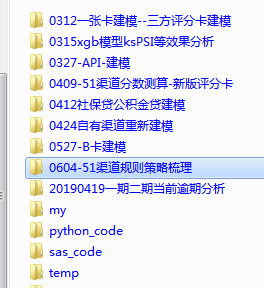 0312一张卡建模--三方评分卡建模
0315xgb模型ksPSI等效果分析
0327-API-建模
0409-51渠道分数测算-新版评分卡
0412社保贷公积金贷建模
0424自有渠道重新建模
0527-B卡建模
0604-51渠道规则策略梳理
20190419一期二期当前逾期分析
my
python_code
sas_code
temp